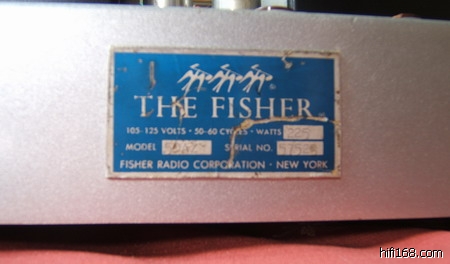 THE FISHER
105-125 VOLTS · 50-60 CYCLES · WATTS 225
MODEL SERIAL NO.
FISHER RADIO CORPORATION · NEW YORK
hifi168.com